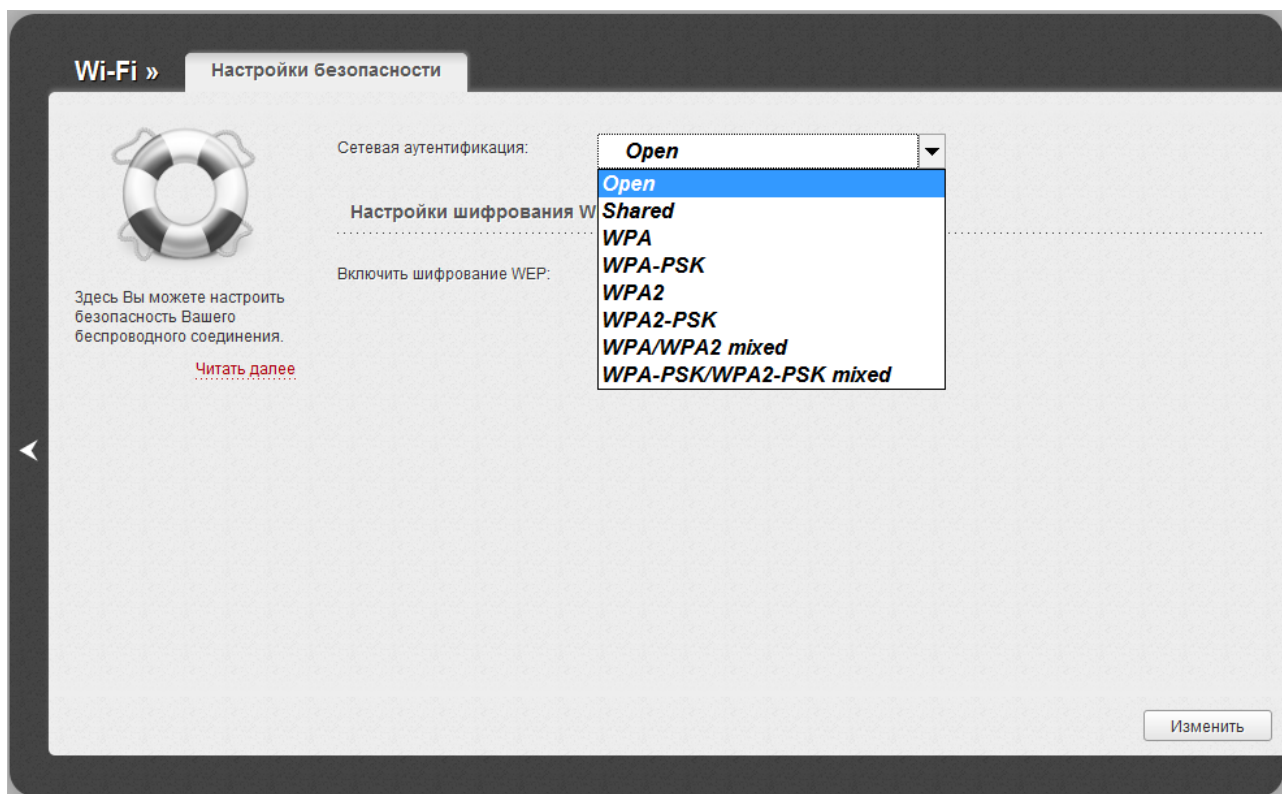 Wi-Fi »
Настройки безопасности
Сетевая аутентификация:
Open
Open
Shared
WPA
WPA-PSK
WPA2
WPA2-PSK
WPA/WPA2 mixed
WPA-PSK/WPA2-PSK mixed
Настройки шифрования W
Включить шифрование WEP:
Здесь Вы можете настроить
безопасность Вашего
беспроводного соединения.
Читать далее
Изменить